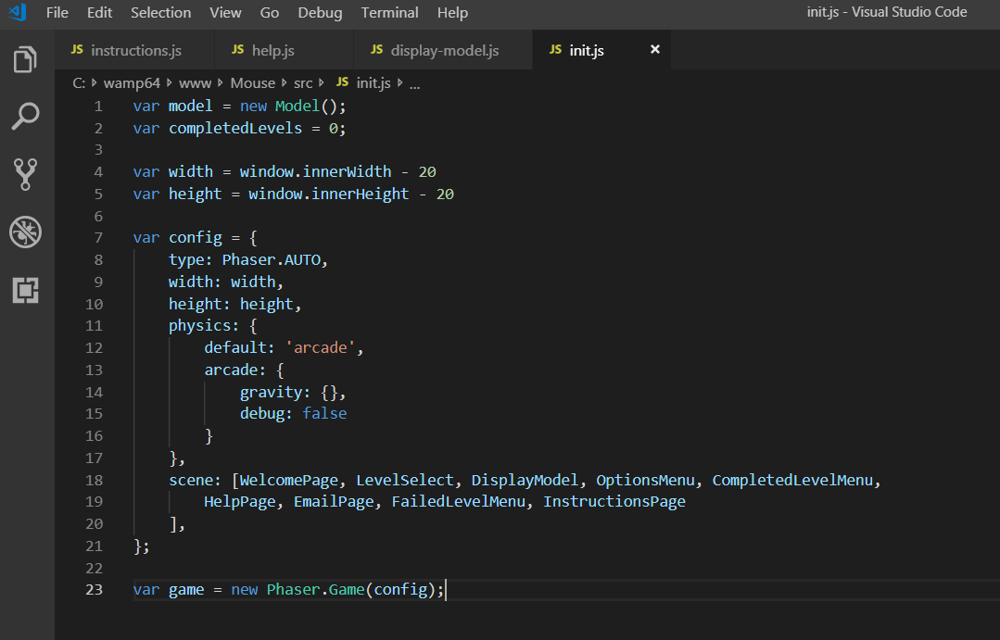 File Edit Selection View Go Debug Terminal Help init.js - Visual Studio Code
JS instructions.js JS help.js JS display-model.js JS init.js ×
C: wamp64 www Mouse src JS init.js ...
1 var model = new Model();
2 var completedLevels = 0;
3
4 var width = window.innerWidth - 20
5 var height = window.innerHeight - 20
6
7 var config = {
8     type: Phaser.AUTO,
9     width: width,
10     height: height,
11     physics: {
12         default: 'arcade',
13         arcade: {
14             gravity: {},
15             debug: false
16         }
17     },
18     scene: [WelcomePage, LevelSelect, DisplayModel, OptionsMenu, CompletedLevelMenu,
19         HelpPage, EmailPage, FailedLevelMenu, InstructionsPage
20     ],
21 };
22
23 var game = new Phaser.Game(config);